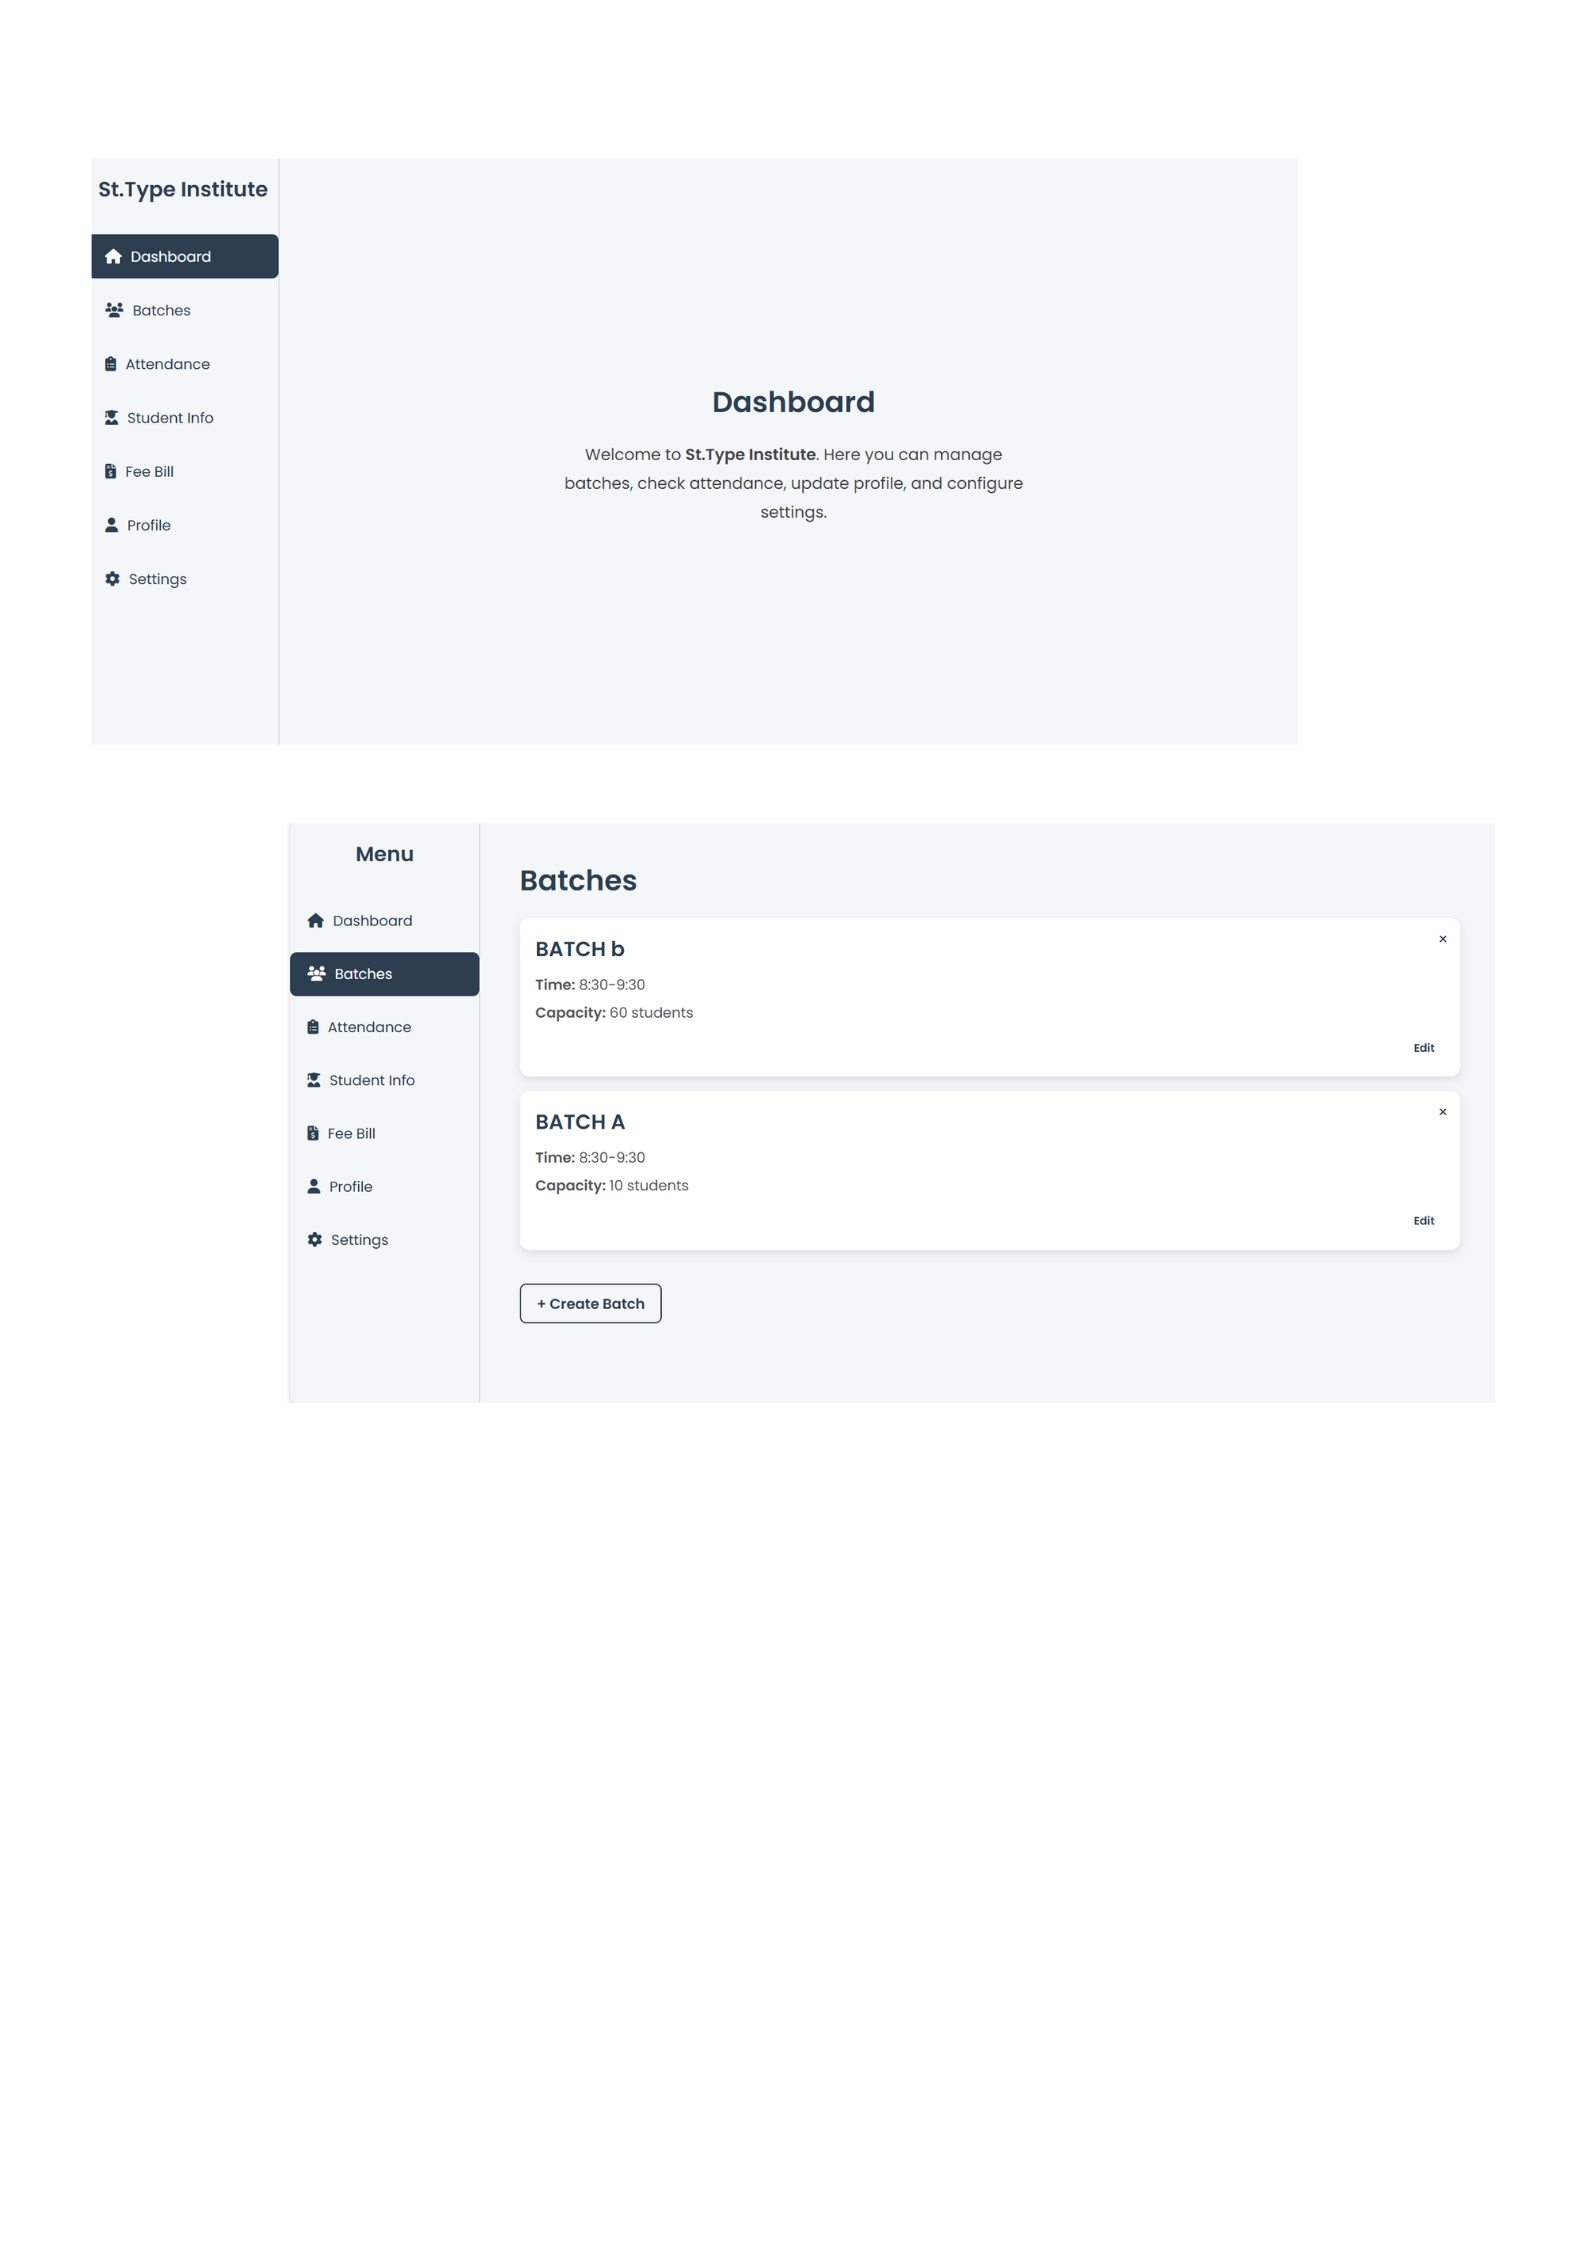 St.Type Institute
Dashboard
Batches
Attendance
Student Info
Fee Bill
Profile
Settings
Dashboard
Welcome to St.Type Institute. Here you can manage
batches, check attendance, update profile, and configure
settings.
Menu
Dashboard
Batches
Attendance
Student Info
Fee Bill
Profile
Settings
Batches
BATCH b
×
Time: 8:30-9:30
Capacity: 60 students
Edit
BATCH A
×
Time: 8:30-9:30
Capacity: 10 students
Edit
+ Create Batch